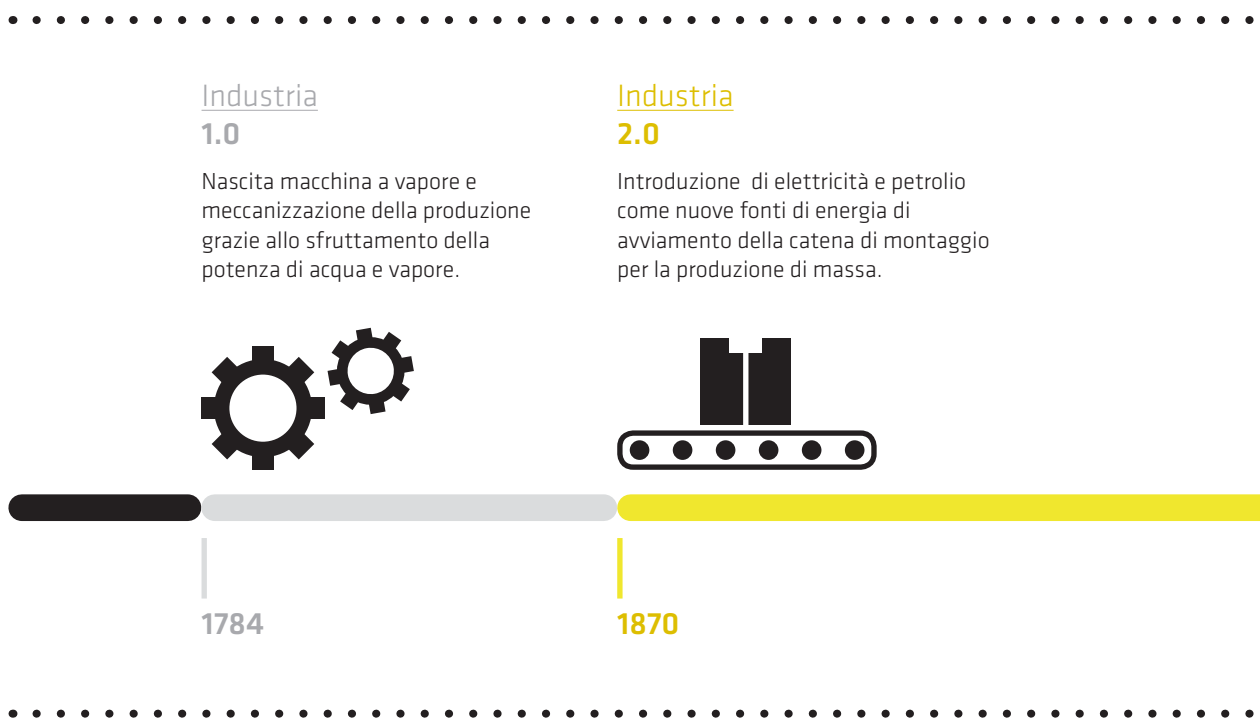 Industria
1.0
Nascita macchina a vapore e
meccanizzazione della produzione
grazie allo sfruttamento della
potenza di acqua e vapore.
1784
Industria
2.0
Introduzione  di elettricità e petrolio
come nuove fonti di energia di
avviamento della catena di montaggio
per la produzione di massa.
1870